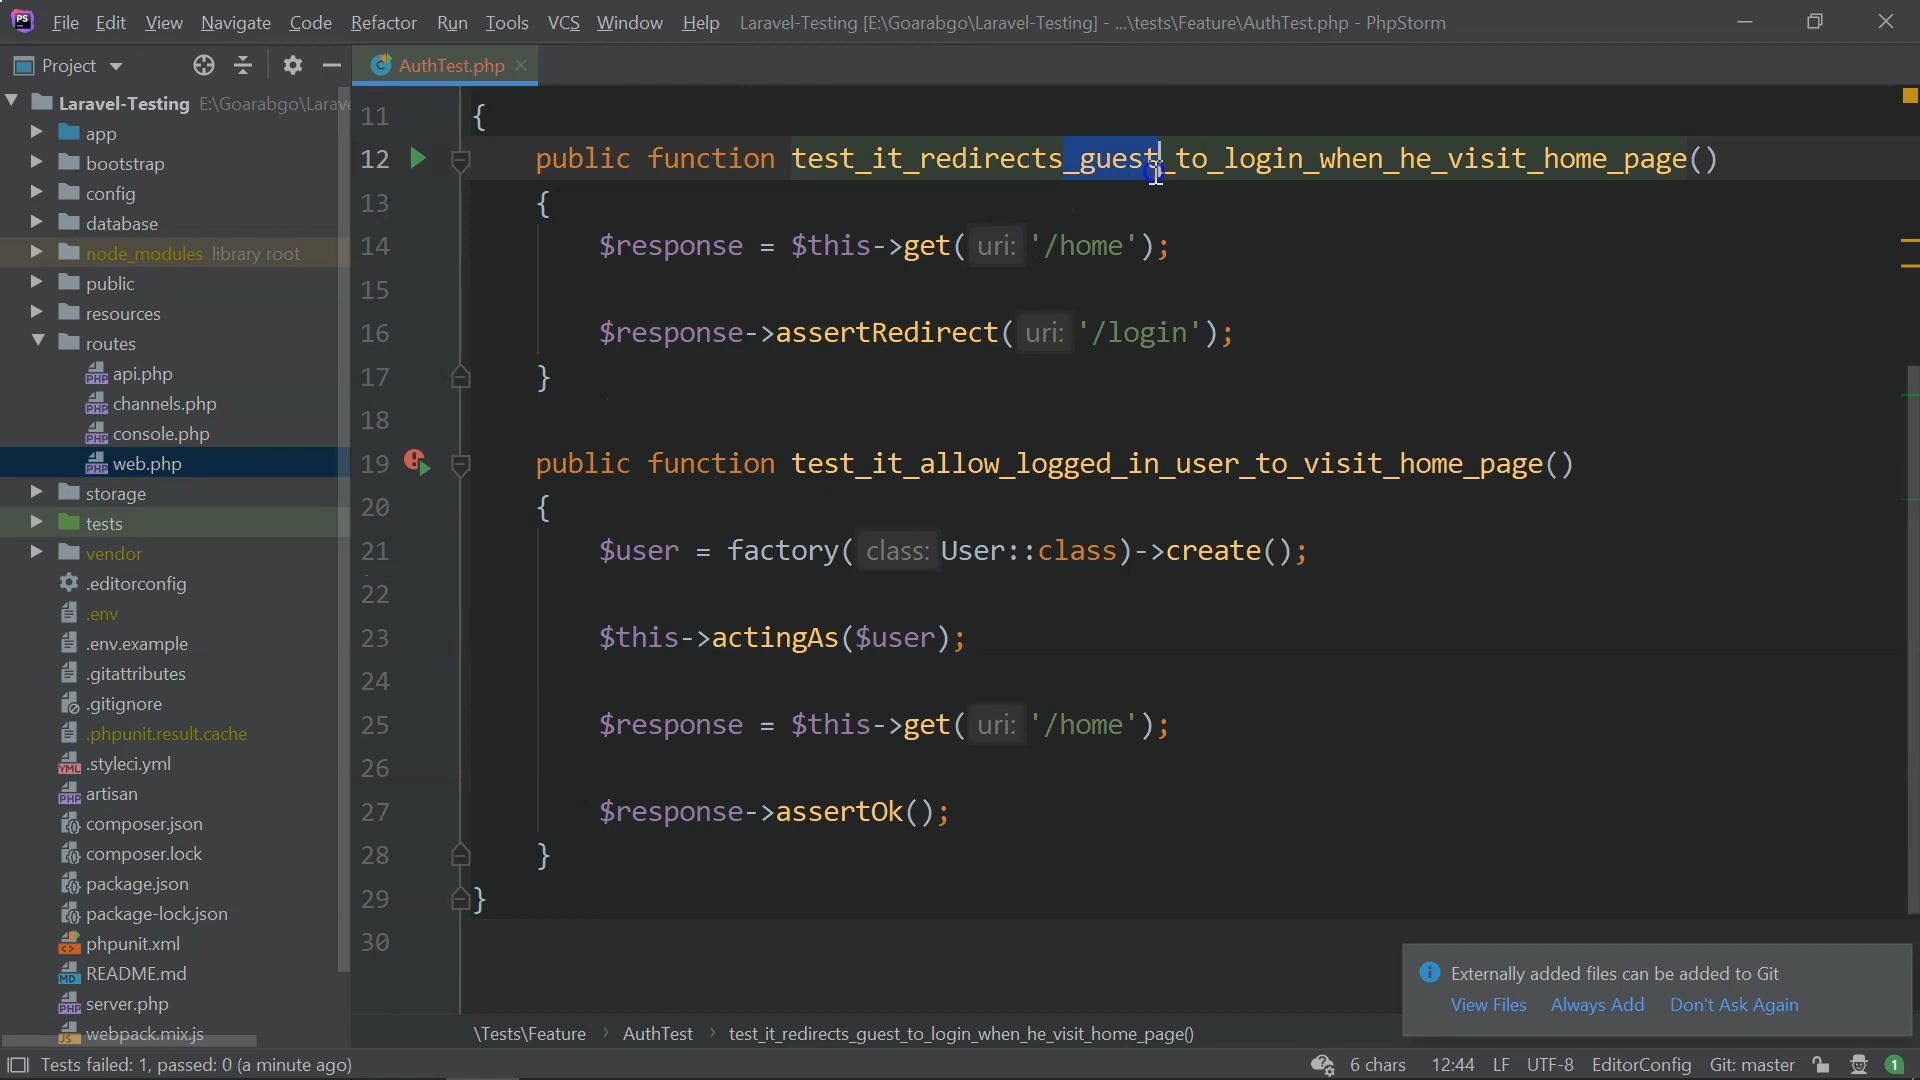 File Edit View Navigate Code Refactor Run Tools VCS Window Help Laravel-Testing [E:\Goarabgo\Laravel-Testing] - ...\tests\Feature\AuthTest.php - PhpStorm
Project
AuthTest.php
Laravel-Testing E:\Goarabgo\Larave
app
bootstrap
config
database
node_modules library root
public
resources
routes
api.php
channels.php
console.php
web.php
storage
tests
vendor
.editorconfig
.env
.env.example
.gitattributes
.gitignore
.phpunit.result.cache
.styleci.yml
artisan
composer.json
composer.lock
package.json
package-lock.json
phpunit.xml
README.md
server.php
webpack.mix.js
11 {
12 public function test_it_redirects_guest_to_login_when_he_visit_home_page()
13 {
14 $response = $this->get( uri: '/home');
15
16 $response->assertRedirect( uri: '/login');
17 }
18
19 public function test_it_allow_logged_in_user_to_visit_home_page()
20 {
21 $user = factory( class: User::class)->create();
22
23 $this->actingAs($user);
24
25 $response = $this->get( uri: '/home');
26
27 $response->assertOk();
28 }
29 }
30
Externally added files can be added to Git
View Files Always Add Don't Ask Again
\Tests\Feature › AuthTest › test_it_redirects_guest_to_login_when_he_visit_home_page()
Tests failed: 1, passed: 0 (a minute ago)
6 chars 12:44 LF UTF-8 EditorConfig Git: master 1